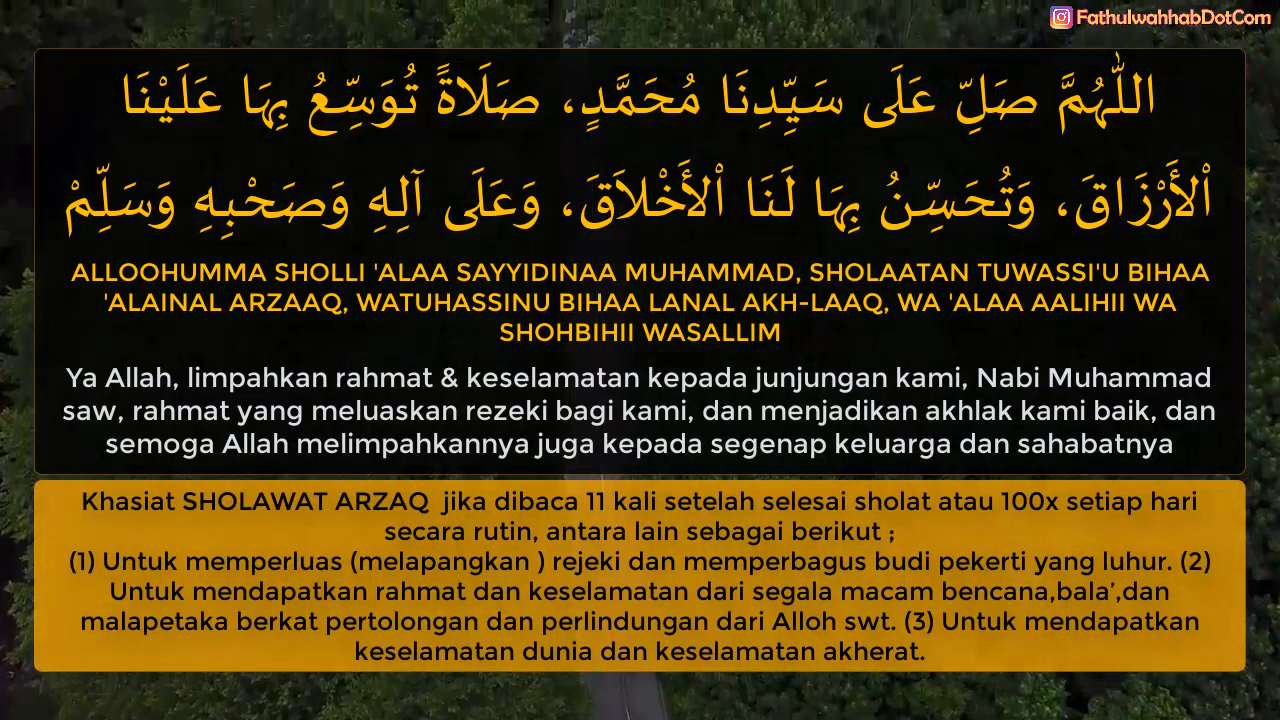 FathulwahhabDotCom
اللّٰهُمَّ صَلِّ عَلَى سَيِّدِنَا مُحَمَّدٍ، صَلَاةً تُوَسِّعُ بِهَا عَلَيْنَا
اْلأَرْزَاقَ، وَتُحَسِّنُ بِهَا لَنَا اْلأَخْلاَقَ، وَعَلَى آلِهِ وَصَحْبِهِ وَسَلِّمْ
ALLOOHUMMA SHOLLI 'ALAA SAYYIDINAA MUHAMMAD, SHOLAATAN TUWASSI'U BIHAA
'ALAINAL ARZAAQ, WATUHASSINU BIHAA LANAL AKH-LAAQ, WA 'ALAA AALIHII WA
SHOHBIHII WASALLIM
Ya Allah, limpahkan rahmat & keselamatan kepada junjungan kami, Nabi Muhammad
saw, rahmat yang meluaskan rezeki bagi kami, dan menjadikan akhlak kami baik, dan
semoga Allah melimpahkannya juga kepada segenap keluarga dan sahabatnya
Khasiat SHOLAWAT ARZAQ  jika dibaca 11 kali setelah selesai sholat atau 100x setiap hari
secara rutin, antara lain sebagai berikut ;
(1) Untuk memperluas (melapangkan ) rejeki dan memperbagus budi pekerti yang luhur. (2)
Untuk mendapatkan rahmat dan keselamatan dari segala macam bencana,bala’,dan
malapetaka berkat pertolongan dan perlindungan dari Alloh swt. (3) Untuk mendapatkan
keselamatan dunia dan keselamatan akherat.